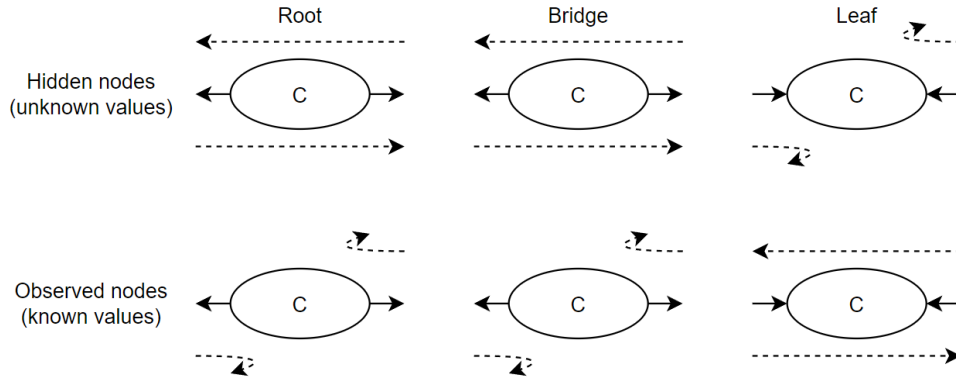 Root Bridge Leaf
Hidden nodes
(unknown values)
C C C
Observed nodes
(known values)
C C C